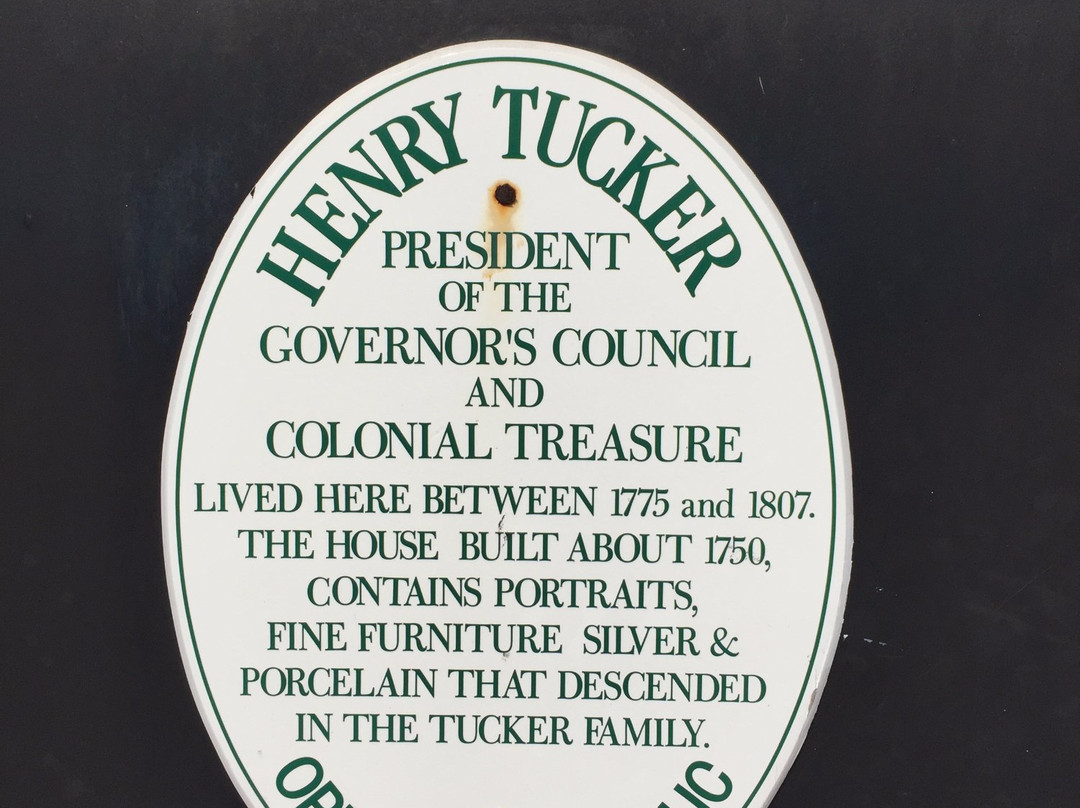 HENRY TUCKER
PRESIDENT
OF THE
GOVERNOR'S COUNCIL
AND
COLONIAL TREASURE
LIVED HERE BETWEEN 1775 and 1807.
THE HOUSE BUILT ABOUT 1750,
CONTAINS PORTRAITS,
FINE FURNITURE SILVER &
PORCELAIN THAT DESCENDED
IN THE TUCKER FAMILY.